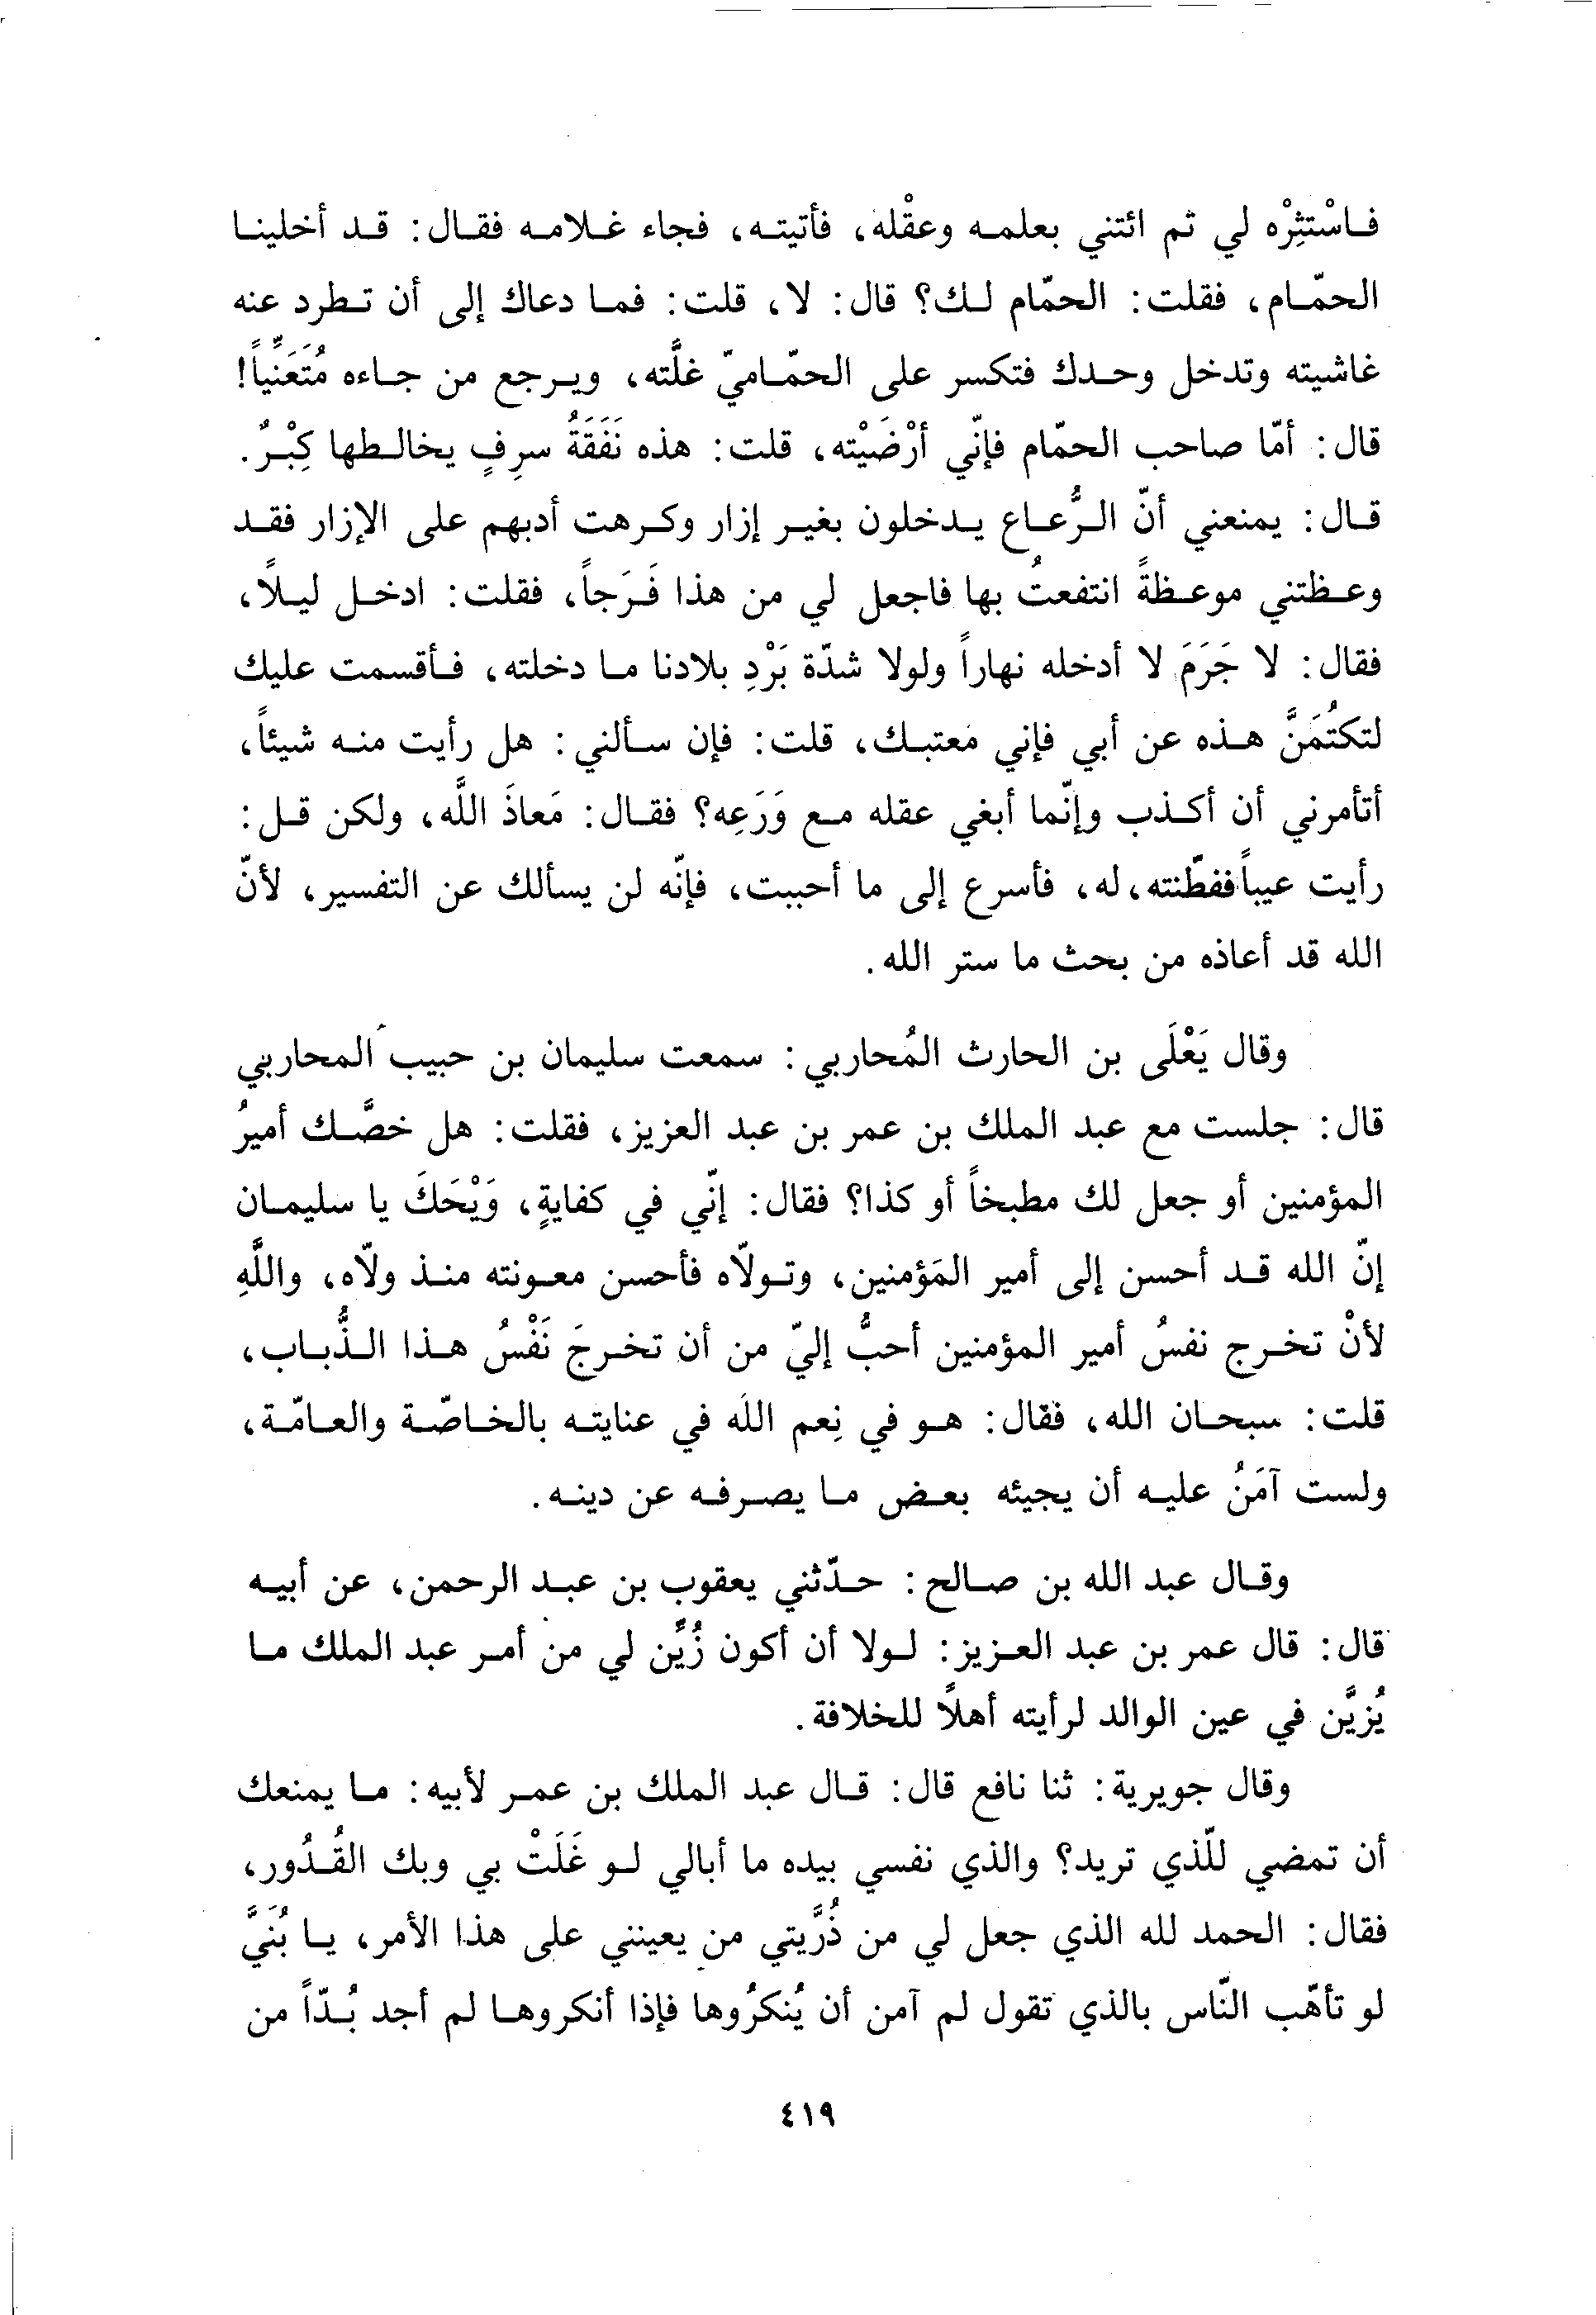 فاسْتثِرْه لي ثم ائتني بعلمه وعقْله، فأتيته، فجاء غلامه فقال: قد أخلينا
الحمّام، فقلت: الحمّام لك؟ قال: لا، قلت: فما دعاك إلى أن تطرد عنه
غاشيته وتدخل وحدك فتكسر على الحمّاميّ غلَّته، ويرجع من جاءه مُتَعَنِّياً!
قال: أمّا صاحب الحمّام فإنّي أرْضَيْته، قلت: هذه نَفَقَةُ سرِفٍ يخالطها كِبْرٌ.
قال: يمنعني أنّ الرُّعاع يدخلون بغير إزار وكرهت أدبهم على الإزار فقد
وعظتني موعظةً انتفعتُ بها فاجعل لي من هذا فَرَجاً، فقلت: ادخل ليلًا،
فقال: لا جَرَمَ لا أدخله نهاراً ولولا شدّة بَرْدِ بلادنا ما دخلته، فأقسمت عليك
لتكتُمَنَّ هذه عن أبي فإني معتبك، قلت: فإن سألني: هل رأيت منه شيئاً،
أتأمرني أن أكذب وإنّما أبغي عقله مع وَرَعِه؟ فقال: مَعاذَ اللَّه، ولكن قل:
رأيت عيباً ففطّنته، له، فأسرع إلى ما أحببت، فإنّه لن يسألك عن التفسير، لأنّ
الله قد أعاذه من بحث ما ستر الله.
وقال يَعْلَى بن الحارث المُحاربي: سمعت سليمان بن حبيب المحاربي
قال: جلست مع عبد الملك بن عمر بن عبد العزيز، فقلت: هل خصَّك أميرُ
المؤمنين أو جعل لك مطبخاً أو كذا؟ فقال: إنّي في كفايةٍ، وَيْحَكَ يا سليمان
إنّ الله قد أحسن إلى أمير المَؤمنين، وتولّاه فأحسن معونته منذ ولّاه، واللَّهِ
لأنْ تخرج نفسُ أمير المؤمنين أحبُّ إليّ من أن تخرجَ نَفْسُ هذا الذُّباب،
قلت: سبحان الله، فقال: هو في نِعم الله في عنايته بالخاصّة والعامّة،
ولست آمَنُ عليه أن يجيئه بعض ما يصرفه عن دينه.
وقال عبد الله بن صالح: حدّثني يعقوب بن عبد الرحمن، عن أبيه
قال: قال عمر بن عبد العزيز: لولا أن أكون زُيِّن لي من أمر عبد الملك ما
يُزيَّن في عين الوالد لرأيته أهلًا للخلافة.
وقال جويرية: ثنا نافع قال: قال عبد الملك بن عمر لأبيه: ما يمنعك
أن تمضي للّذي تريد؟ والذي نفسي بيده ما أبالي لو غَلَتْ بي وبك القُدُور،
فقال: الحمد لله الذي جعل لي من ذُرَّيتي من يعينني على هذا الأمر، يا بُنَيَّ
لو تأهّب النّاس بالذي تقول لم آمن أن يُنكرُوها فإذا أنكروها لم أجد بُدّاً من
٤١٩